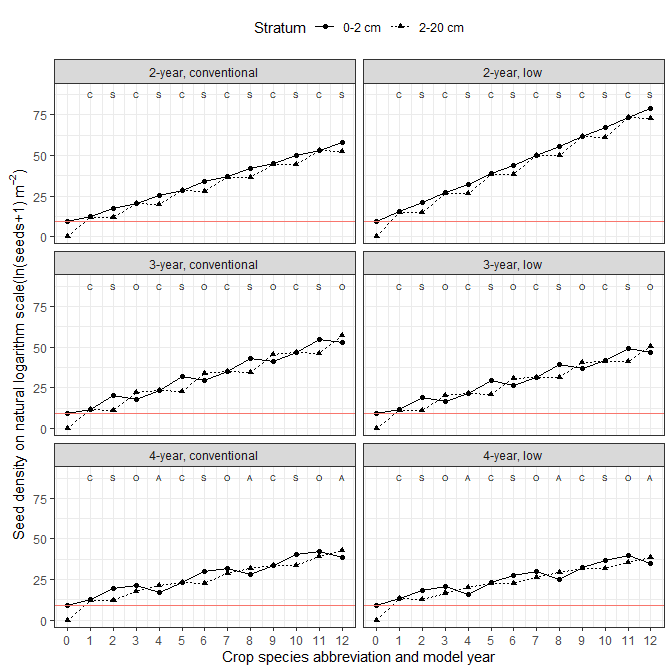 Stratum 0-2 cm 2-20 cm
2-year, conventional 2-year, low
C S C S C S C S C S C S C S C S C S C S C S C S
75
50
25
0
3-year, conventional 3-year, low
C S O C S O C S O C S O C S O C S O C S O C S O
75
50
25
0
4-year, conventional 4-year, low
C S O A C S O A C S O A C S O A C S O A C S O A
75
50
25
0
0 1 2 3 4 5 6 7 8 9 10 11 12 0 1 2 3 4 5 6 7 8 9 10 11 12
Crop species abbreviation and model year
Seed density on natural logarithm scale(ln(seeds+1) m⁻²)